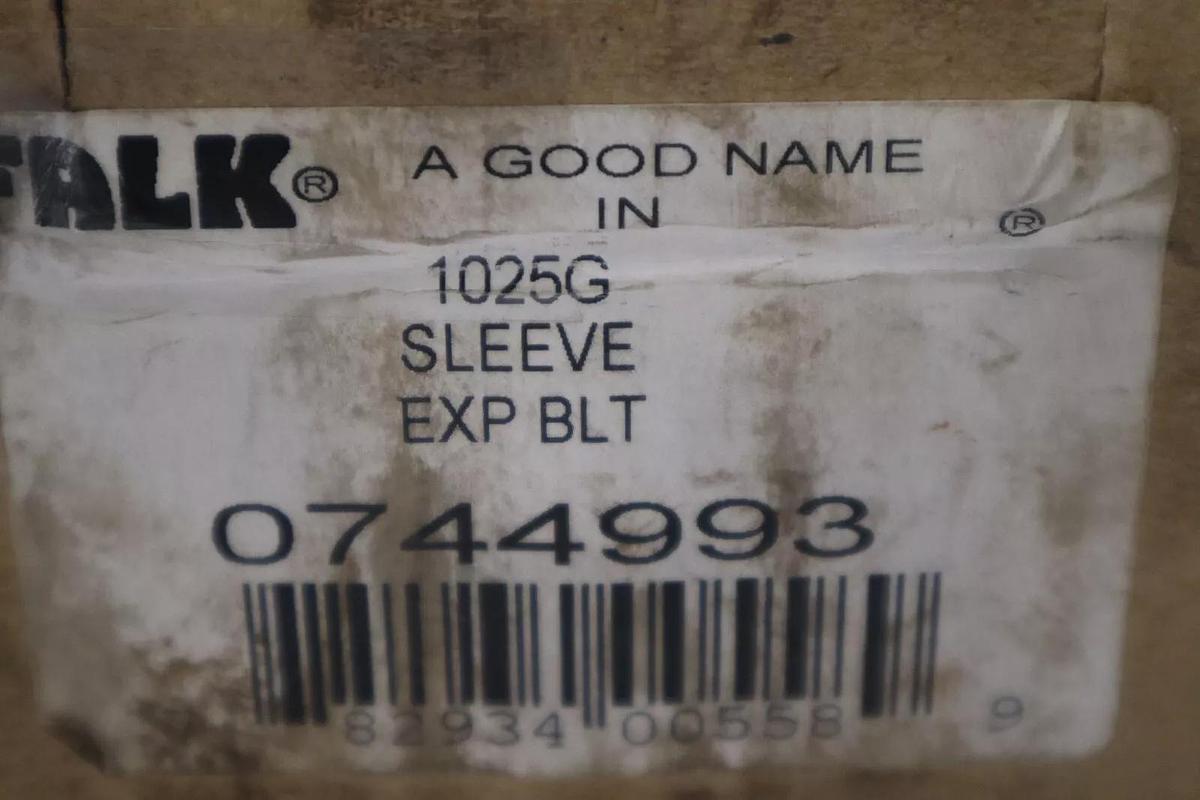 FALK® A GOOD NAME
IN ®
1025G
SLEEVE
EXP BLT
0744993
82934 00558 9